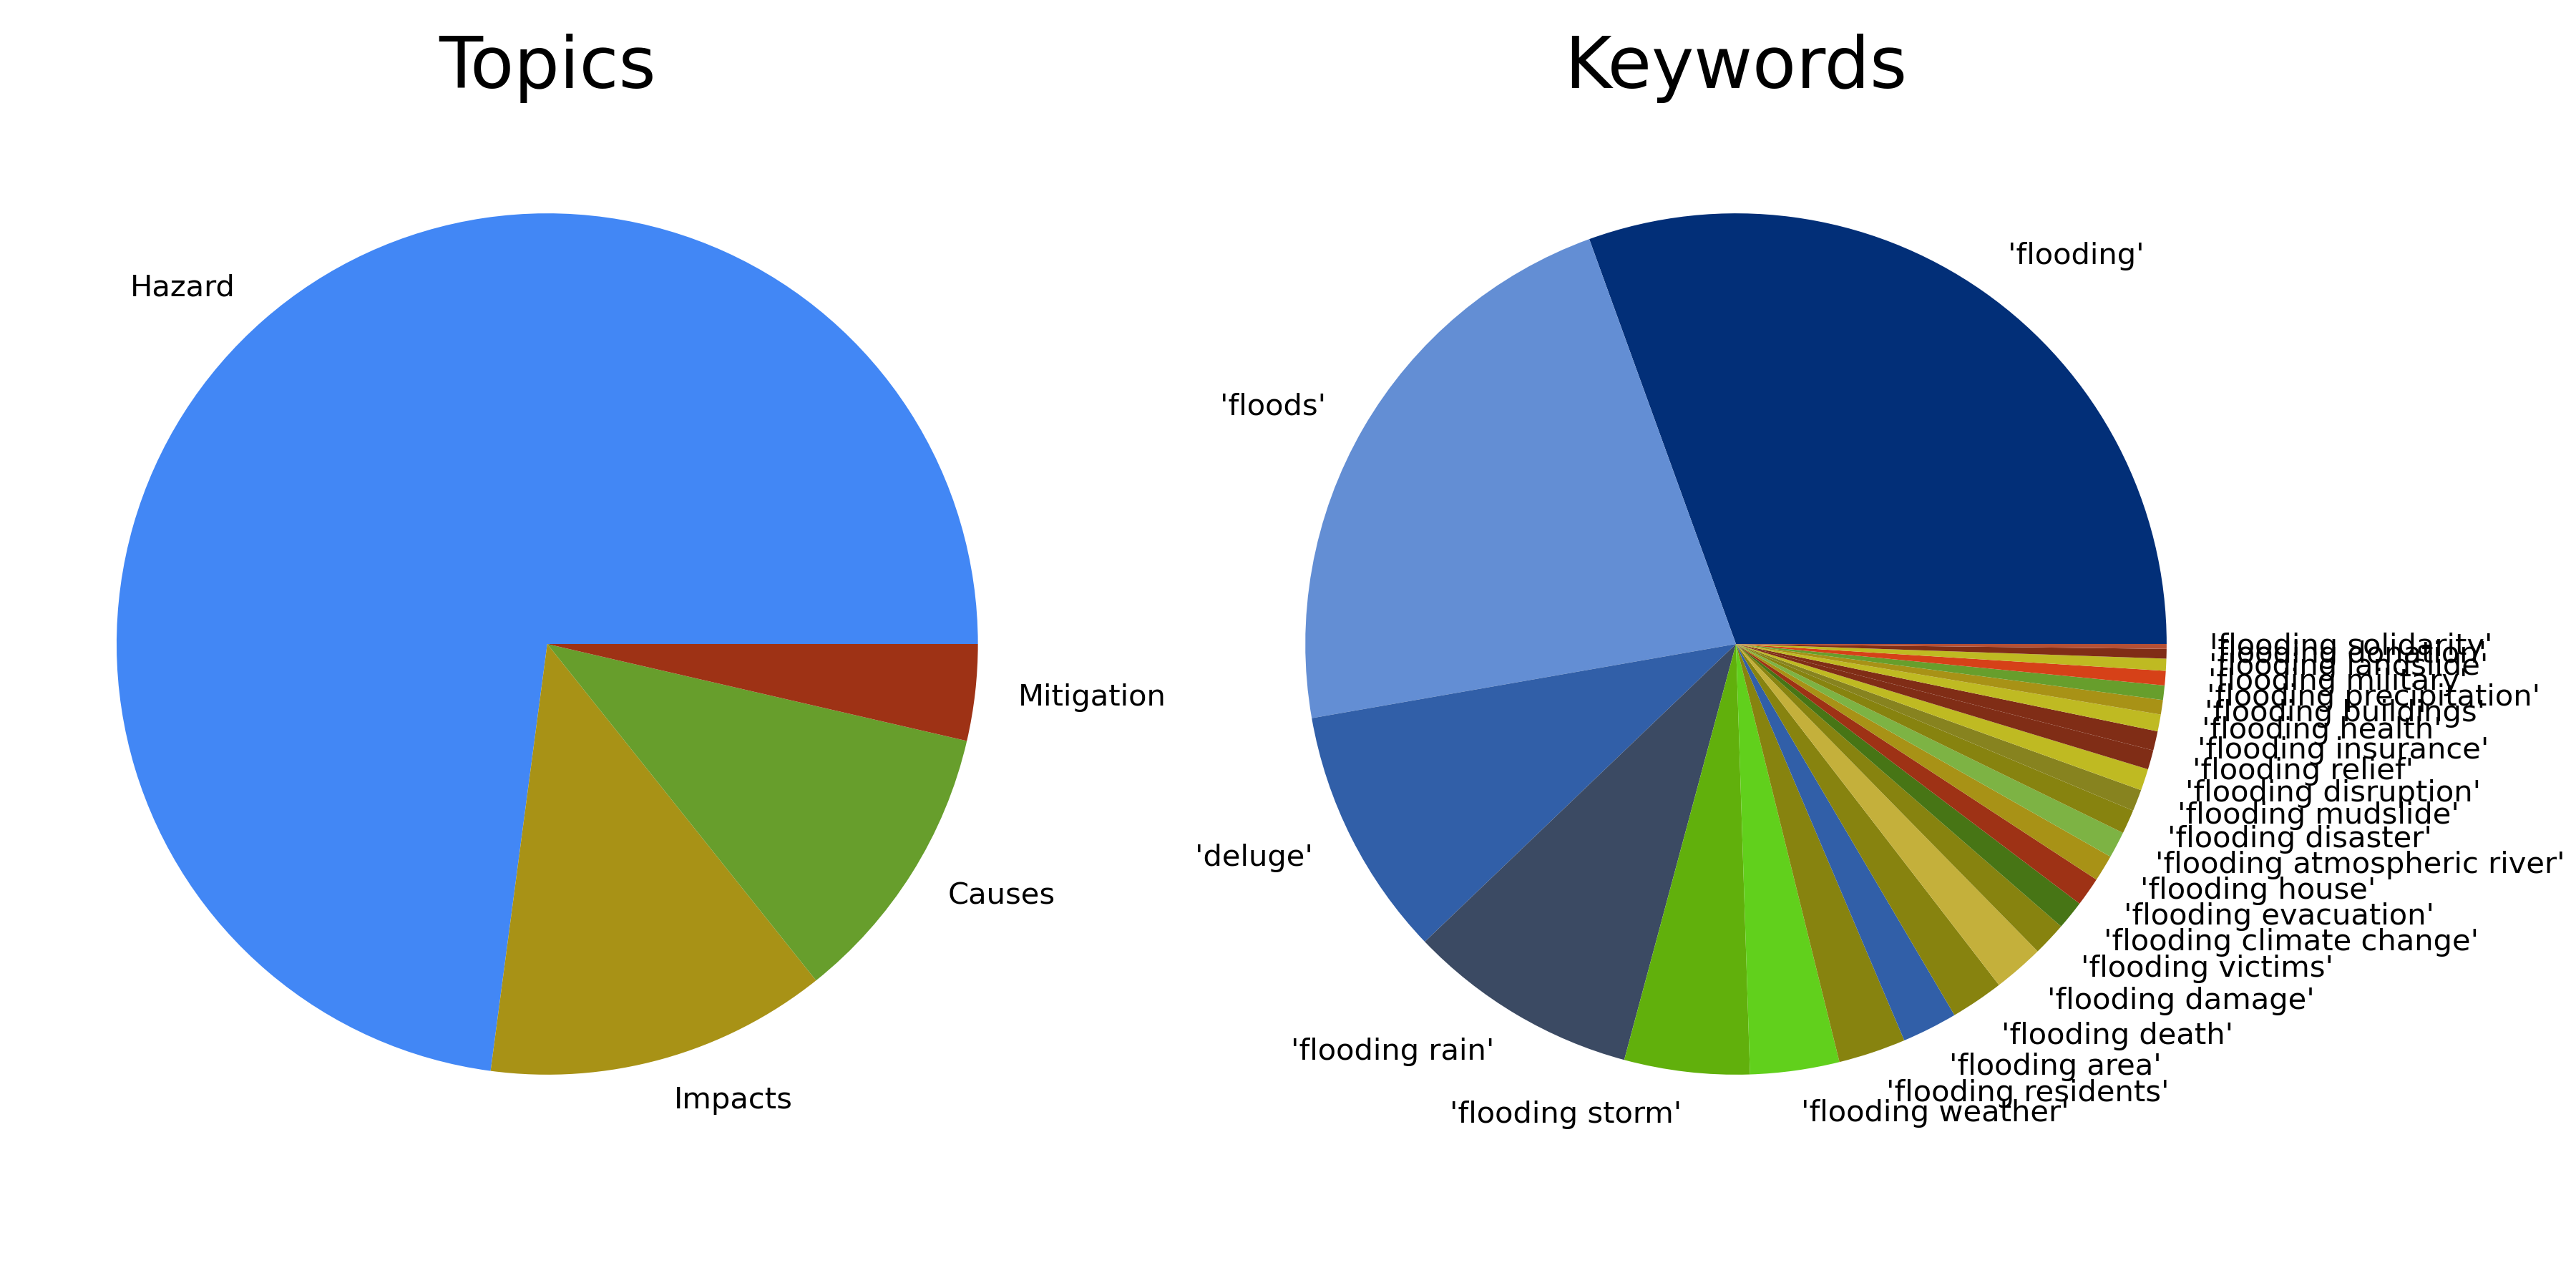 Topics
Keywords
Hazard
Mitigation
Causes
Impacts
'flooding'
'floods'
'deluge'
'flooding rain'
'flooding storm'
'flooding weather'
'flooding residents'
'flooding area'
'flooding death'
'flooding damage'
'flooding victims'
'flooding climate change'
'flooding evacuation'
'flooding house'
'flooding atmospheric river'
'flooding disaster'
'flooding mudslide'
'flooding disruption'
'flooding relief'
'flooding insurance'
'flooding health'
'flooding buildings'
'flooding precipitation'
'flooding military'
'flooding landslide'
'flooding donation'
'flooding solidarity'